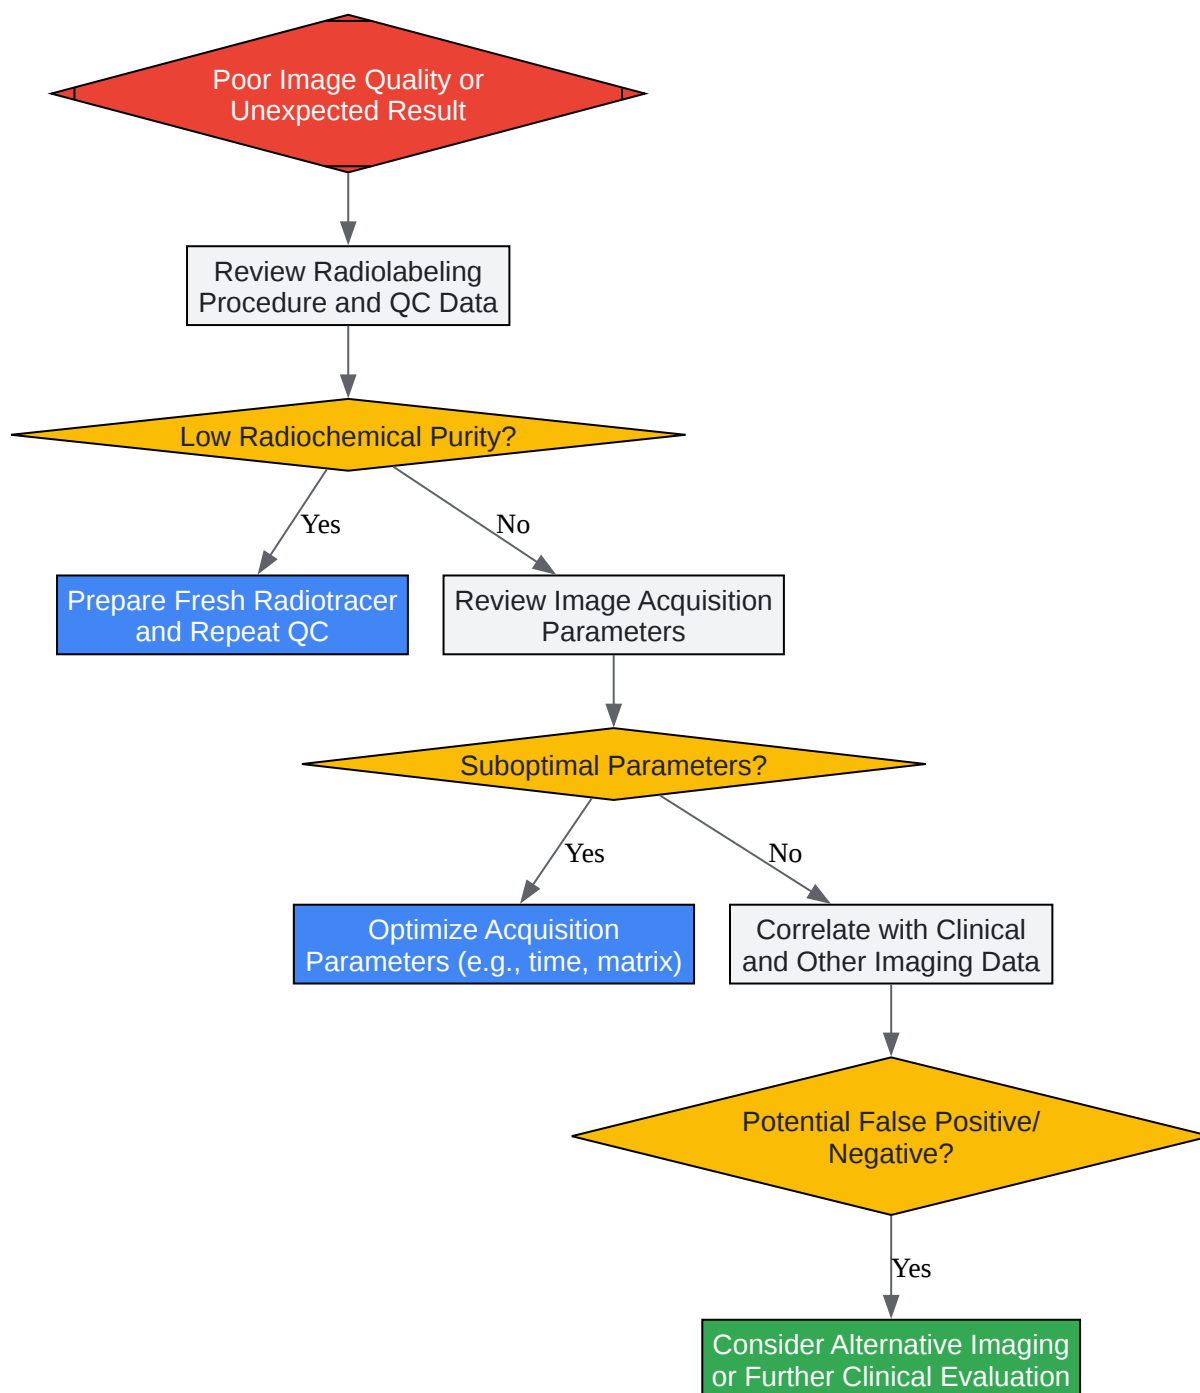 Poor Image Quality or
Unexpected Result
Review Radiolabeling
Procedure and QC Data
Low Radiochemical Purity?
Yes
No
Prepare Fresh Radiotracer
and Repeat QC
Review Image Acquisition
Parameters
Suboptimal Parameters?
Yes
No
Optimize Acquisition
Parameters (e.g., time, matrix)
Correlate with Clinical
and Other Imaging Data
Potential False Positive/
Negative?
Yes
Consider Alternative Imaging
or Further Clinical Evaluation